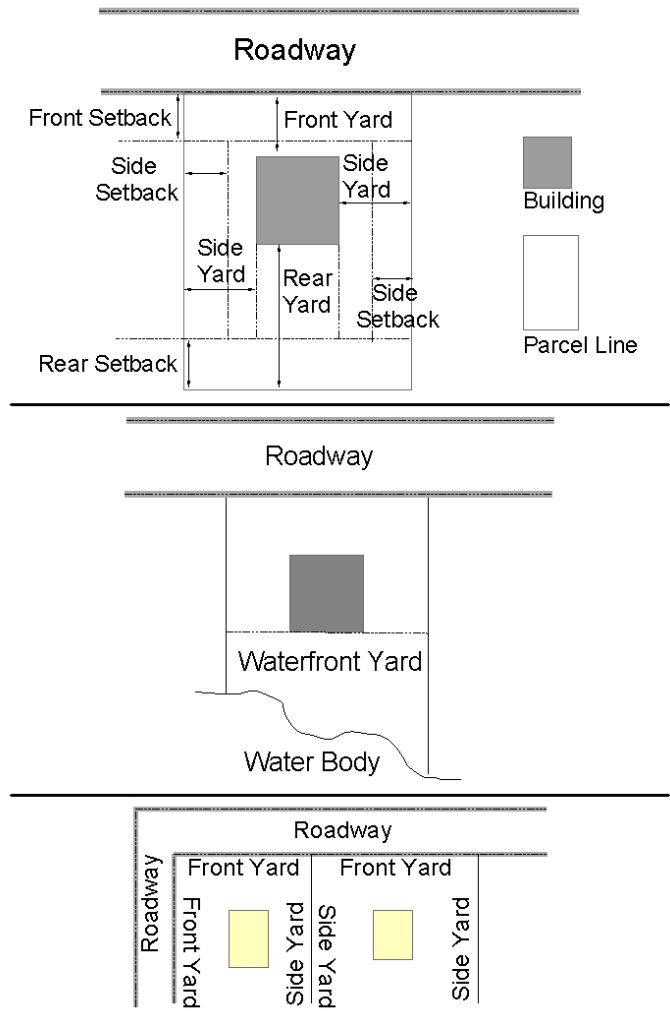 Roadway
Front Setback
Front Yard
Side
Setback
Side
Yard
Building
Side
Yard
Rear
Yard
Side
Setback
Parcel Line
Rear Setback
Roadway
Waterfront Yard
Water Body
Roadway
Roadway
Front Yard
Front Yard
Front Yard
Side Yard
Side Yard
Side Yard